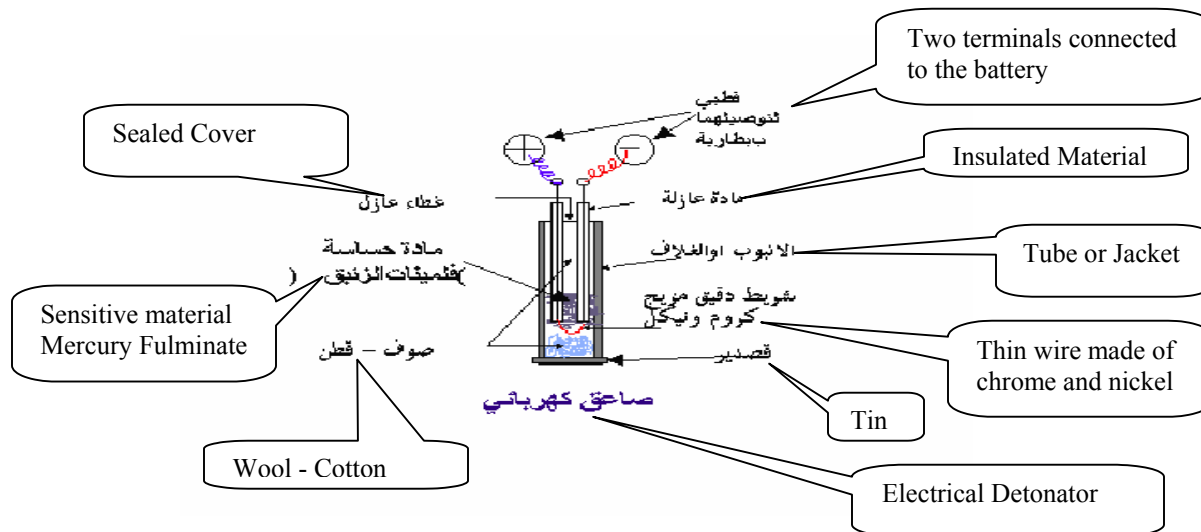 Two terminals connected
to the battery
قطبي
لتوصيلهما
ببطارية
Sealed Cover
Insulated Material
غطاء عازل
مادة عازلة
مادة حساسة
الانبوب اوالغلاف
Tube or Jacket
Sensitive material
Mercury Fulminate
شريط دقيق مزيج
كروم ونيكل
صوف – قطن
قصدير
Thin wire made of
chrome and nickel
صاعق كهربائي
Tin
Wool - Cotton
Electrical Detonator